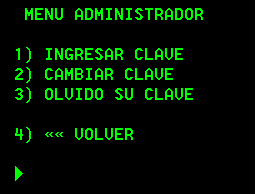 MENU ADMINISTRADOR
1) INGRESAR CLAVE
2) CAMBIAR CLAVE
3) OLVIDO SU CLAVE
4) «« VOLVER